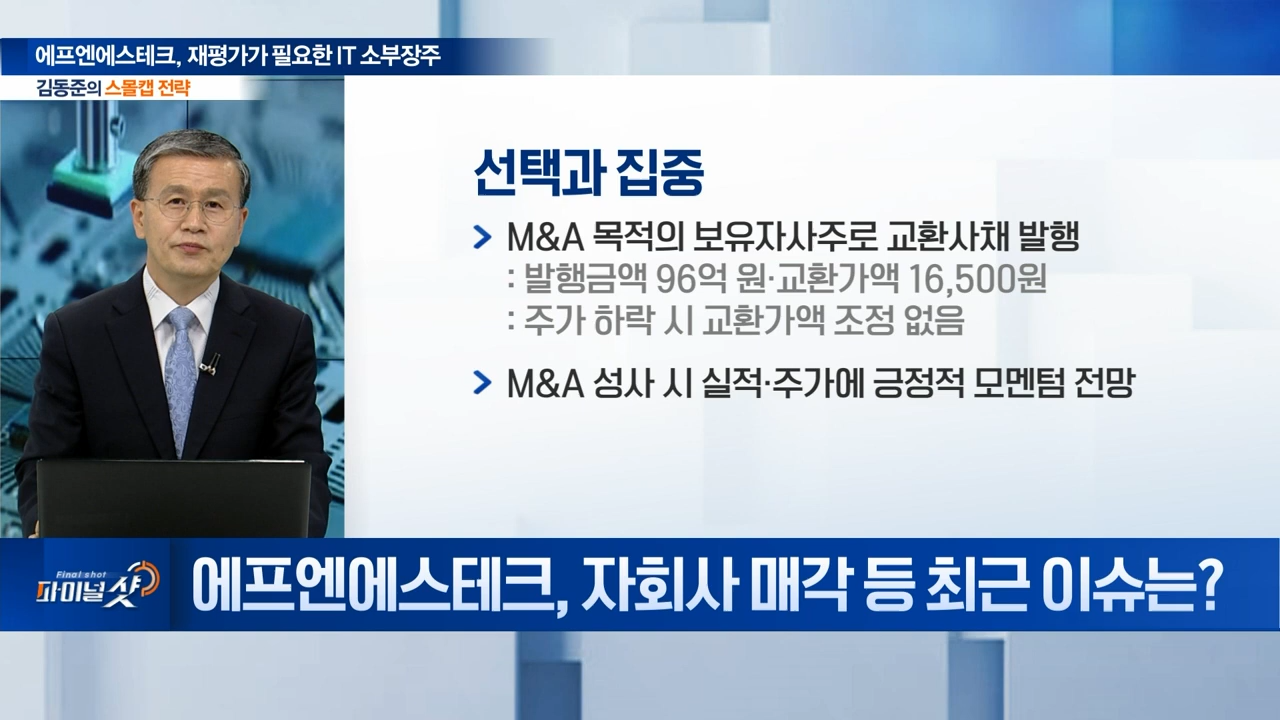 에프엔에스테크, 재평가가 필요한 IT 소부장주
김동준의 스몰캡 전략
선택과 집중
M&A 목적의 보유자사주로 교환사채 발행
: 발행금액 96억 원·교환가액 16,500원
: 주가 하락 시 교환가액 조정 없음
M&A 성사 시 실적·주가에 긍정적 모멘텀 전망
Final shot
파이널샷
에프엔에스테크, 자회사 매각 등 최근 이슈는?